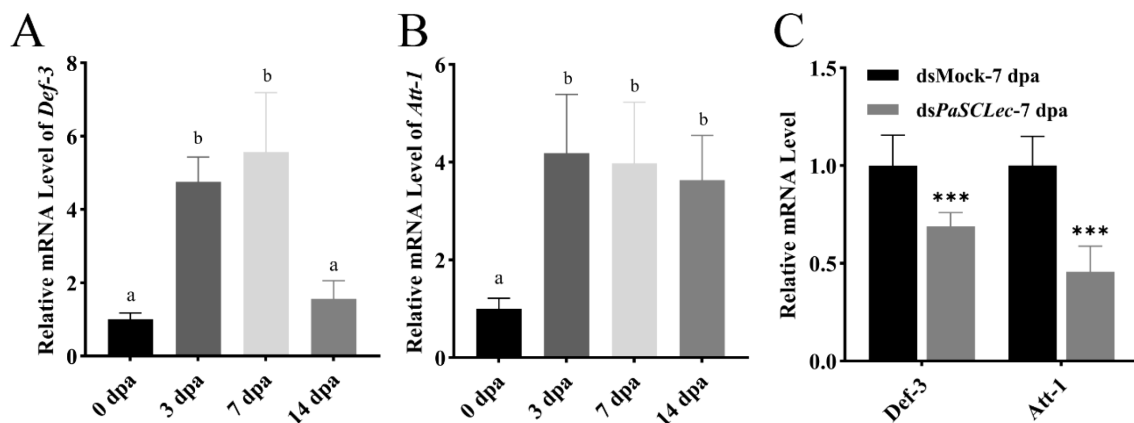 A
Relative mRNA Level of Def-3
8
6
4
2
0
a
b
b
a
0 dpa
3 dpa
7 dpa
14 dpa
B
Relative mRNA Level of Att-1
6
4
2
0
a
b
b
b
0 dpa
3 dpa
7 dpa
14 dpa
C
Relative mRNA Level
1.5
1.0
0.5
0.0
dsMock-7 dpa
dsPaSCLec-7 dpa
***
***
Def-3
Att-1